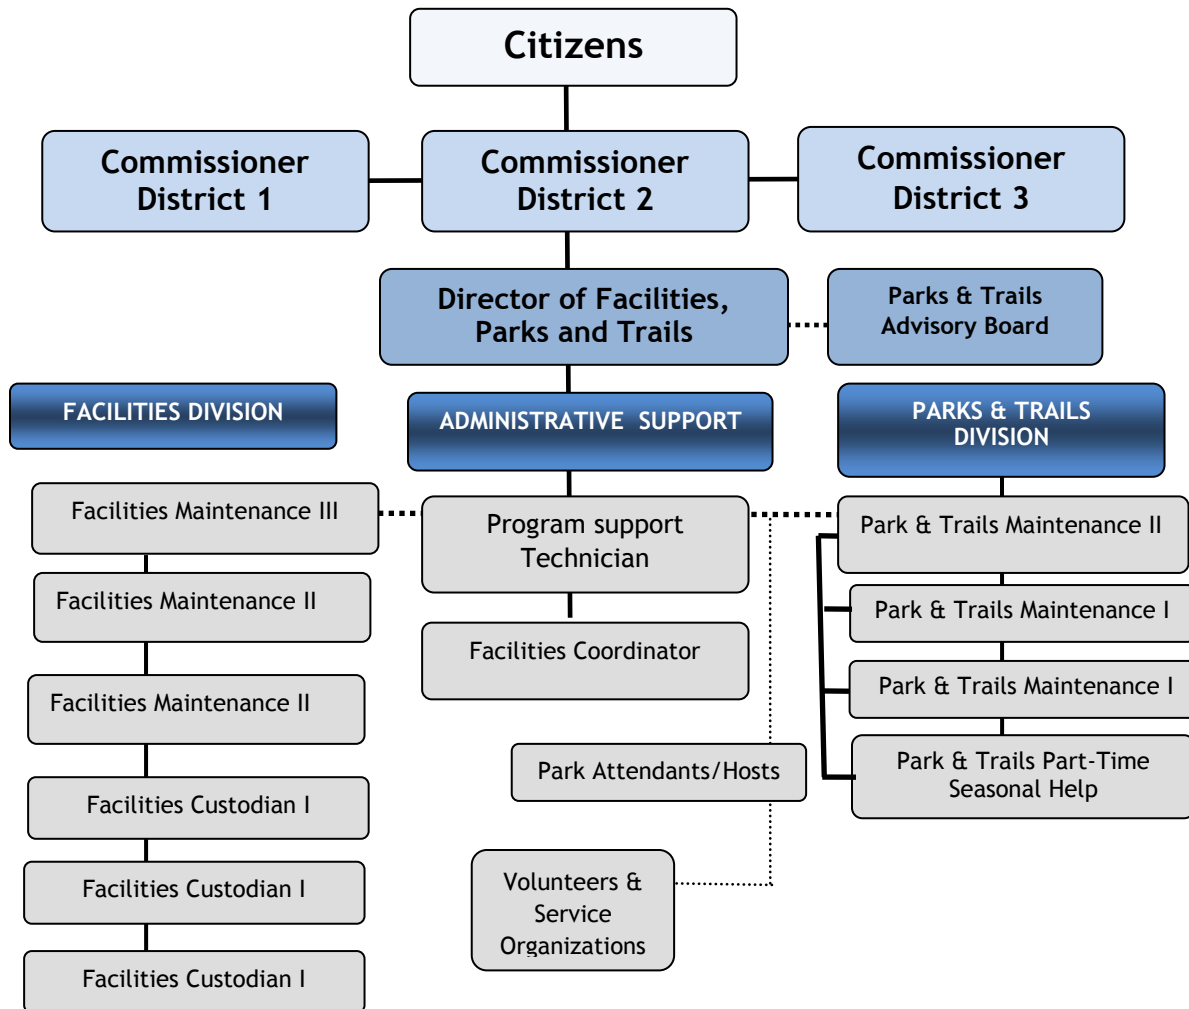 Citizens
Commissioner
District 1
Commissioner
District 2
Commissioner
District 3
Director of Facilities,
Parks and Trails
Parks & Trails
Advisory Board
FACILITIES DIVISION
ADMINISTRATIVE SUPPORT
PARKS & TRAILS
DIVISION
Facilities Maintenance III
Facilities Maintenance II
Facilities Maintenance II
Facilities Custodian I
Facilities Custodian I
Facilities Custodian I
Program support
Technician
Facilities Coordinator
Park Attendants/Hosts
Volunteers &
Service
Organizations
Park & Trails Maintenance II
Park & Trails Maintenance I
Park & Trails Maintenance I
Park & Trails Part-Time
Seasonal Help